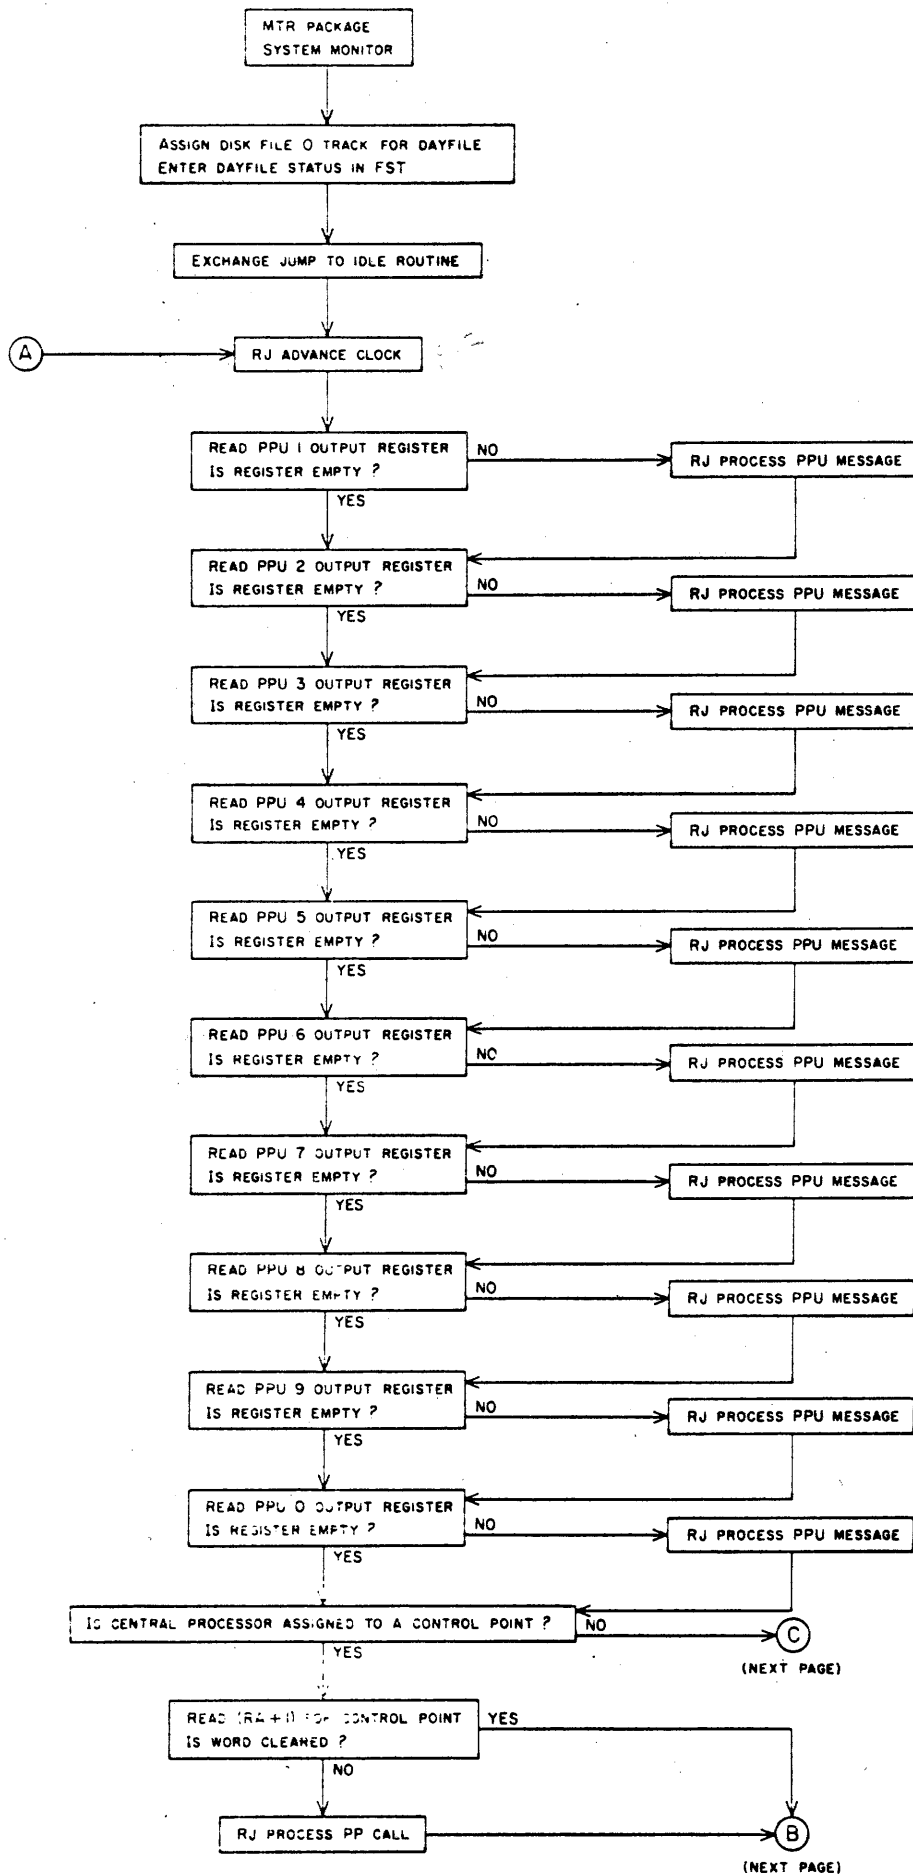 MTR PACKAGE
SYSTEM MONITOR
ASSIGN DISK FILE 0 TRACK FOR DAYFILE
ENTER DAYFILE STATUS IN FST
EXCHANGE JUMP TO IDLE ROUTINE
A
RJ ADVANCE CLOCK
READ PPU 1 OUTPUT REGISTER
IS REGISTER EMPTY ?
NO
RJ PROCESS PPU MESSAGE
YES
READ PPU 2 OUTPUT REGISTER
IS REGISTER EMPTY ?
NO
RJ PROCESS PPU MESSAGE
YES
READ PPU 3 OUTPUT REGISTER
IS REGISTER EMPTY ?
NO
RJ PROCESS PPU MESSAGE
YES
READ PPU 4 OUTPUT REGISTER
IS REGISTER EMPTY ?
NO
RJ PROCESS PPU MESSAGE
YES
READ PPU 5 OUTPUT REGISTER
IS REGISTER EMPTY ?
NO
RJ PROCESS PPU MESSAGE
YES
READ PPU 6 OUTPUT REGISTER
IS REGISTER EMPTY ?
NO
RJ PROCESS PPU MESSAGE
YES
READ PPU 7 OUTPUT REGISTER
IS REGISTER EMPTY ?
NO
RJ PROCESS PPU MESSAGE
YES
READ PPU 8 OUTPUT REGISTER
IS REGISTER EMPTY ?
NO
RJ PROCESS PPU MESSAGE
YES
READ PPU 9 OUTPUT REGISTER
IS REGISTER EMPTY ?
NO
RJ PROCESS PPU MESSAGE
YES
READ PPU 0 OUTPUT REGISTER
IS REGISTER EMPTY ?
NO
RJ PROCESS PPU MESSAGE
YES
IS CENTRAL PROCESSOR ASSIGNED TO A CONTROL POINT ?
NO
C
(NEXT PAGE)
YES
READ (RA + 1) FOR CONTROL POINT
IS WORD CLEARED ?
YES
NO
RJ PROCESS PP CALL
B
(NEXT PAGE)